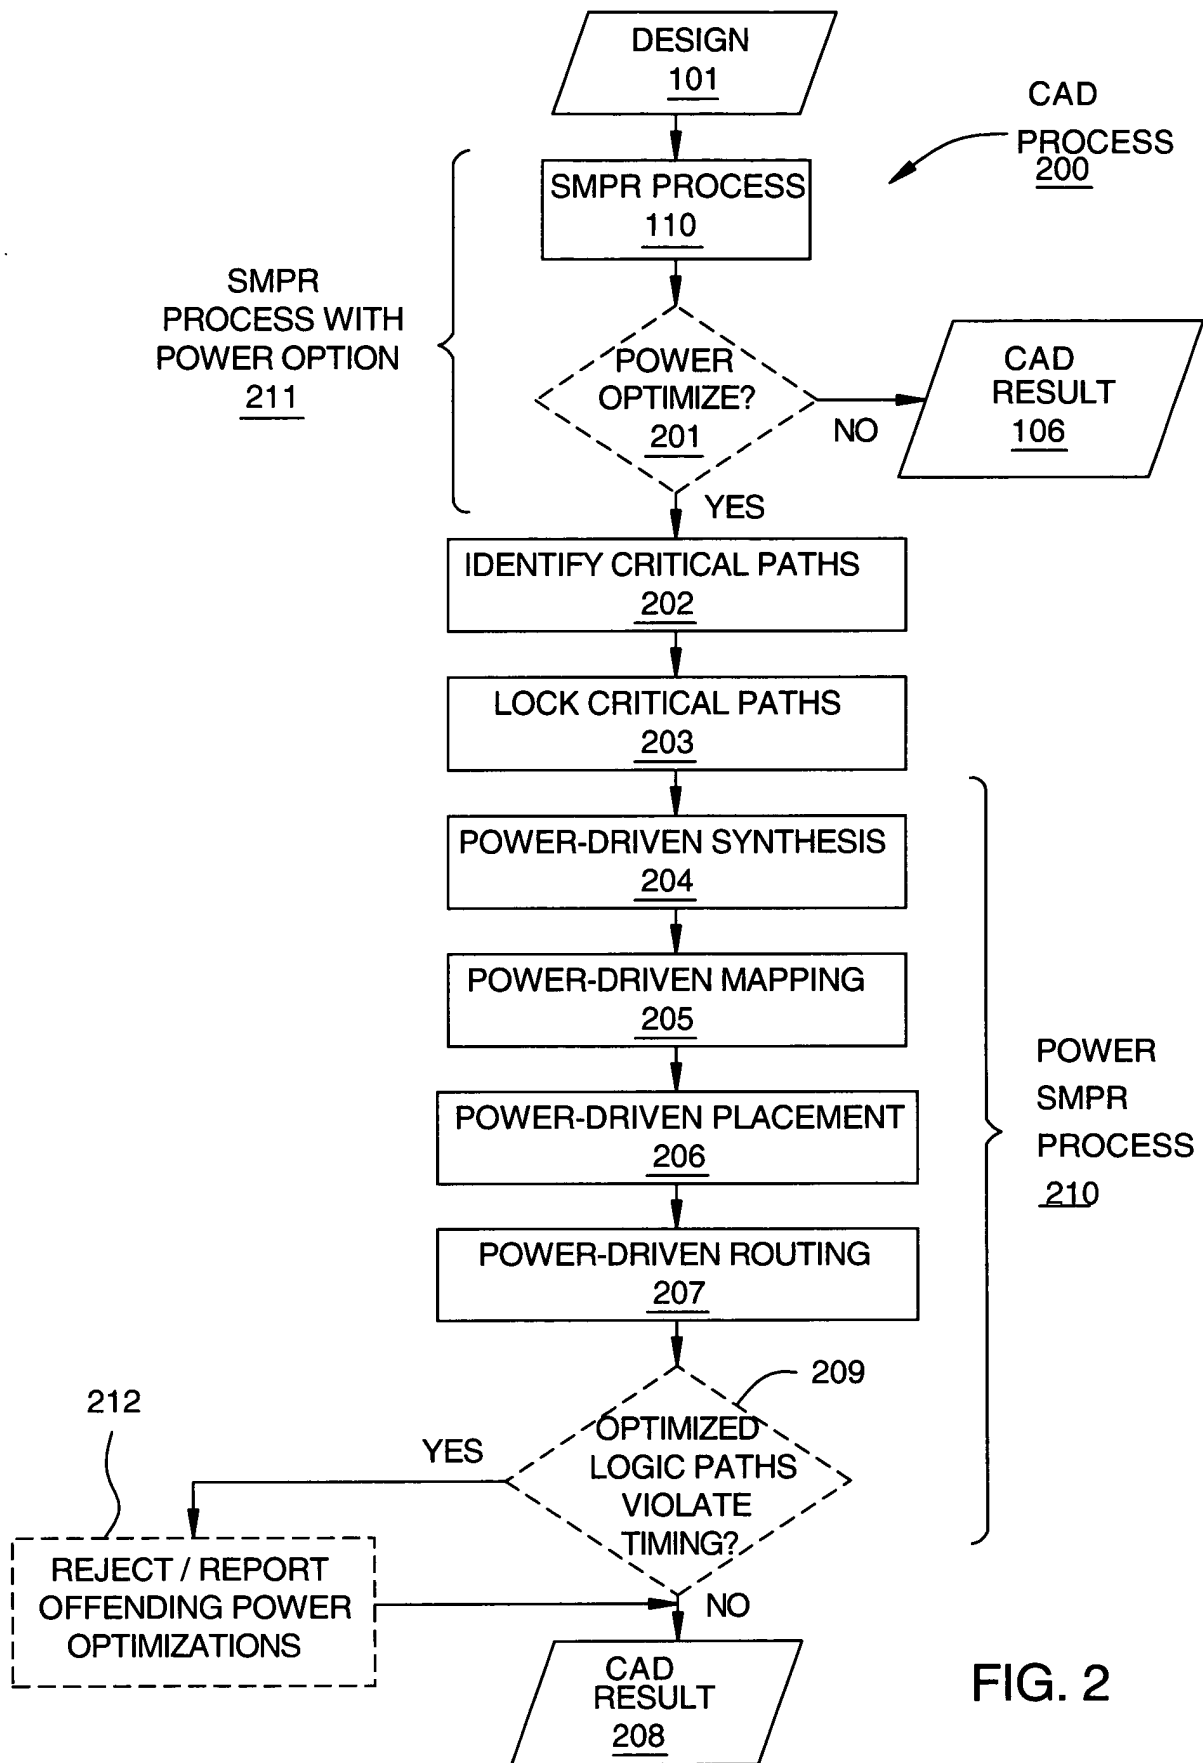 DESIGN
101
CAD
PROCESS
200
SMPR PROCESS
110
SMPR
PROCESS WITH
POWER OPTION
211
POWER
OPTIMIZE?
201
NO
CAD
RESULT
106
YES
IDENTIFY CRITICAL PATHS
202
LOCK CRITICAL PATHS
203
POWER-DRIVEN SYNTHESIS
204
POWER-DRIVEN MAPPING
205
POWER
SMPR
PROCESS
210
POWER-DRIVEN PLACEMENT
206
POWER-DRIVEN ROUTING
207
209
212
YES
OPTIMIZED
LOGIC PATHS
VIOLATE
TIMING?
REJECT / REPORT
OFFENDING POWER
OPTIMIZATIONS
NO
CAD
RESULT
208
FIG. 2